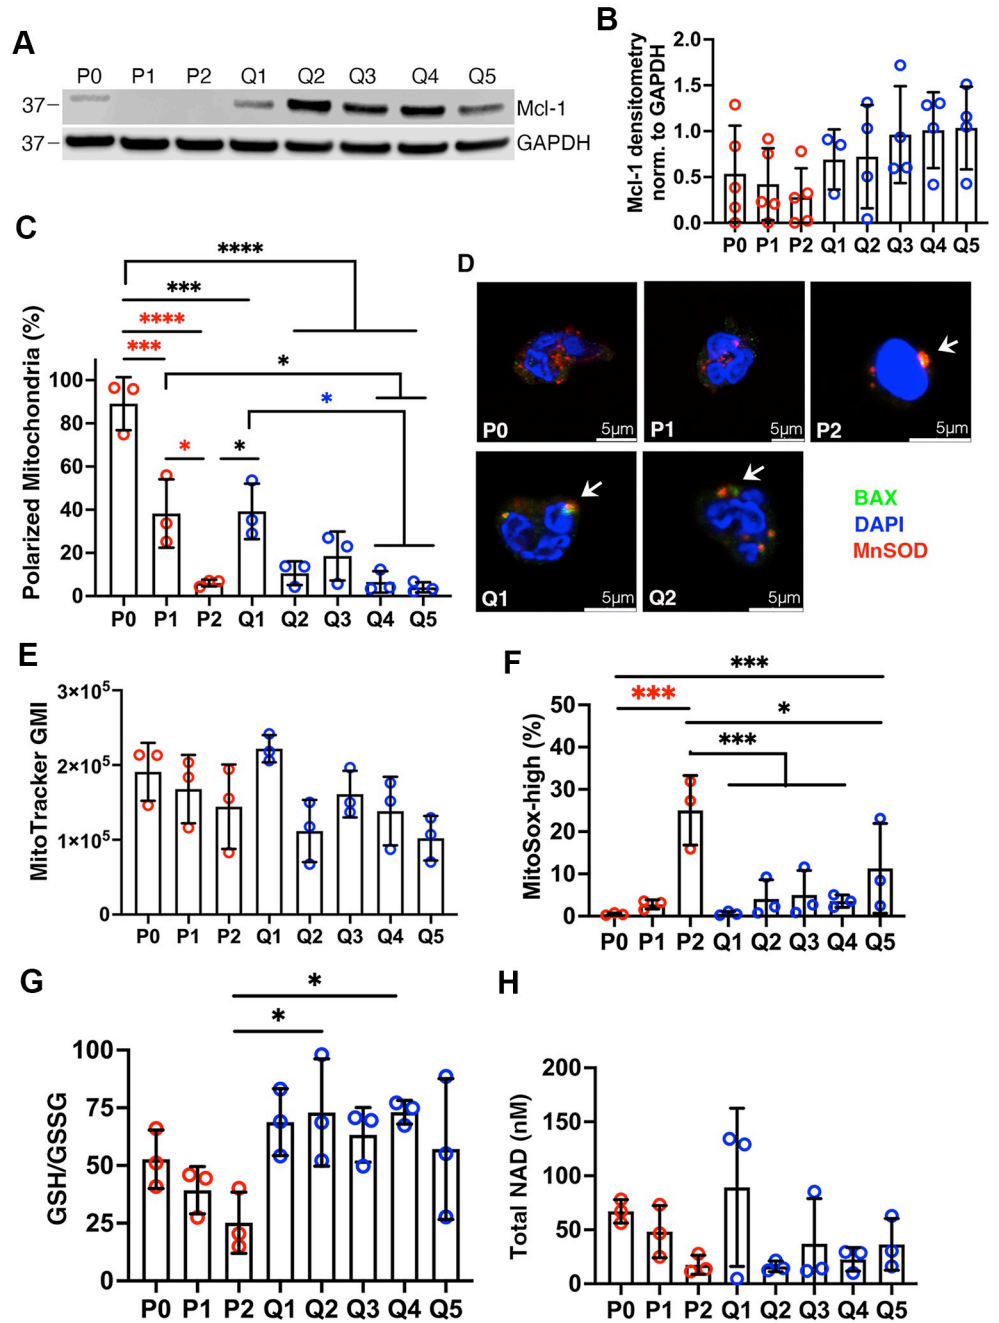 A
P0 P1 P2 Q1 Q2 Q3 Q4 Q5
37 Mcl-1
37 GAPDH
B
Mcl-1 densitometry
norm. to GAPDH
2.0
1.5
1.0
0.5
0.0
P0 P1 P2 Q1 Q2 Q3 Q4 Q5
C
Polarized Mitochondria (%)
****
***
****
***
*
*
*
*
100
80
60
40
20
0
P0 P1 P2 Q1 Q2 Q3 Q4 Q5
D
P0 5µm
P1 5µm
P2 5µm
Q1 5µm
Q2 5µm
BAX
DAPI
MnSOD
E
MitoTracker GMI
3×10⁵
2×10⁵
1×10⁵
0
P0 P1 P2 Q1 Q2 Q3 Q4 Q5
F
MitoSox-high (%)
***
***
*
***
50
40
30
20
10
0
P0 P1 P2 Q1 Q2 Q3 Q4 Q5
G
GSH/GSSG
*
*
100
75
50
25
0
P0 P1 P2 Q1 Q2 Q3 Q4 Q5
H
Total NAD (nM)
200
150
100
50
0
P0 P1 P2 Q1 Q2 Q3 Q4 Q5